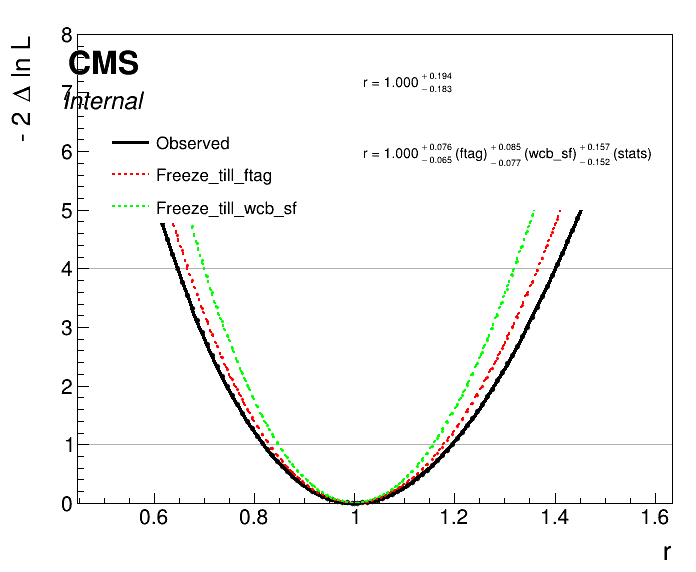 - 2 Δ ln L
8
CMS
7
Internal
r = 1.000 +0.194 −0.183
6
r = 1.000 +0.076 −0.065 (ftag) +0.085 −0.077 (wcb_sf) +0.157 −0.152 (stats)
Observed
Freeze_till_ftag
Freeze_till_wcb_sf
5
4
3
2
1
0
0.6 0.8 1 1.2 1.4 1.6
r